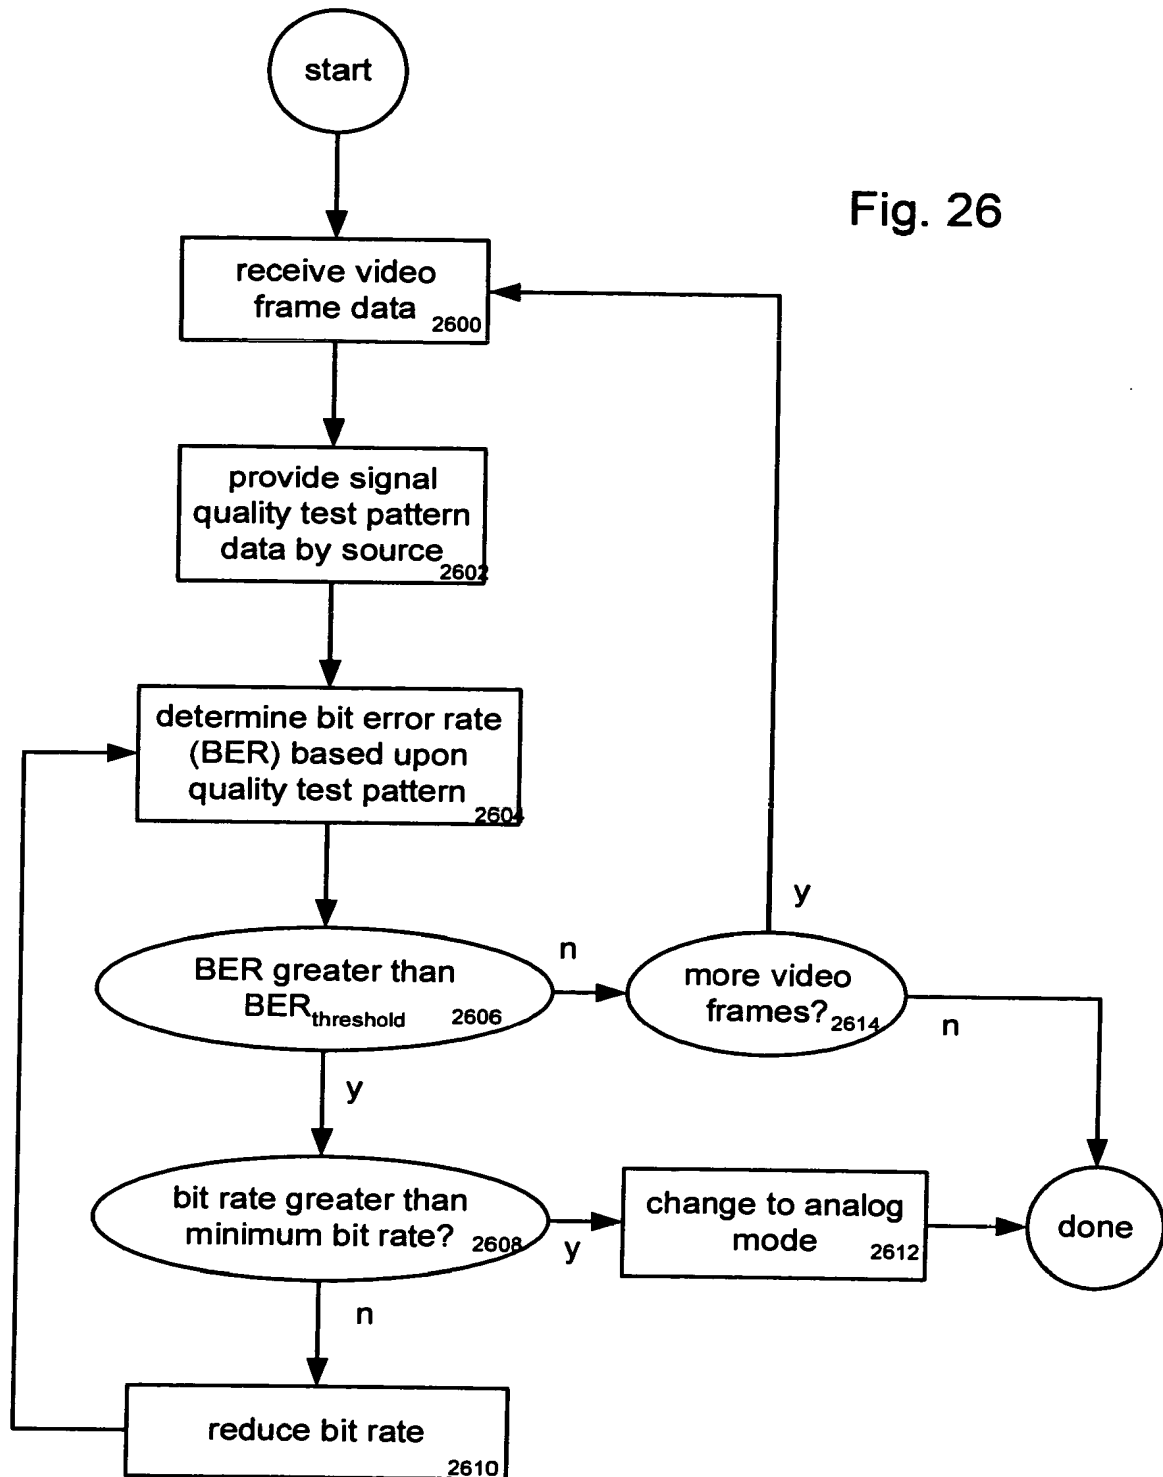 start
Fig. 26
receive video
frame data 2600
provide signal
quality test pattern
data by source 2602
determine bit error rate
(BER) based upon
quality test pattern 2604
BER greater than
BERthreshold 2606
n
more video
frames? 2614
y
n
y
bit rate greater than
minimum bit rate? 2608
y
change to analog
mode 2612
done
n
reduce bit rate
2610